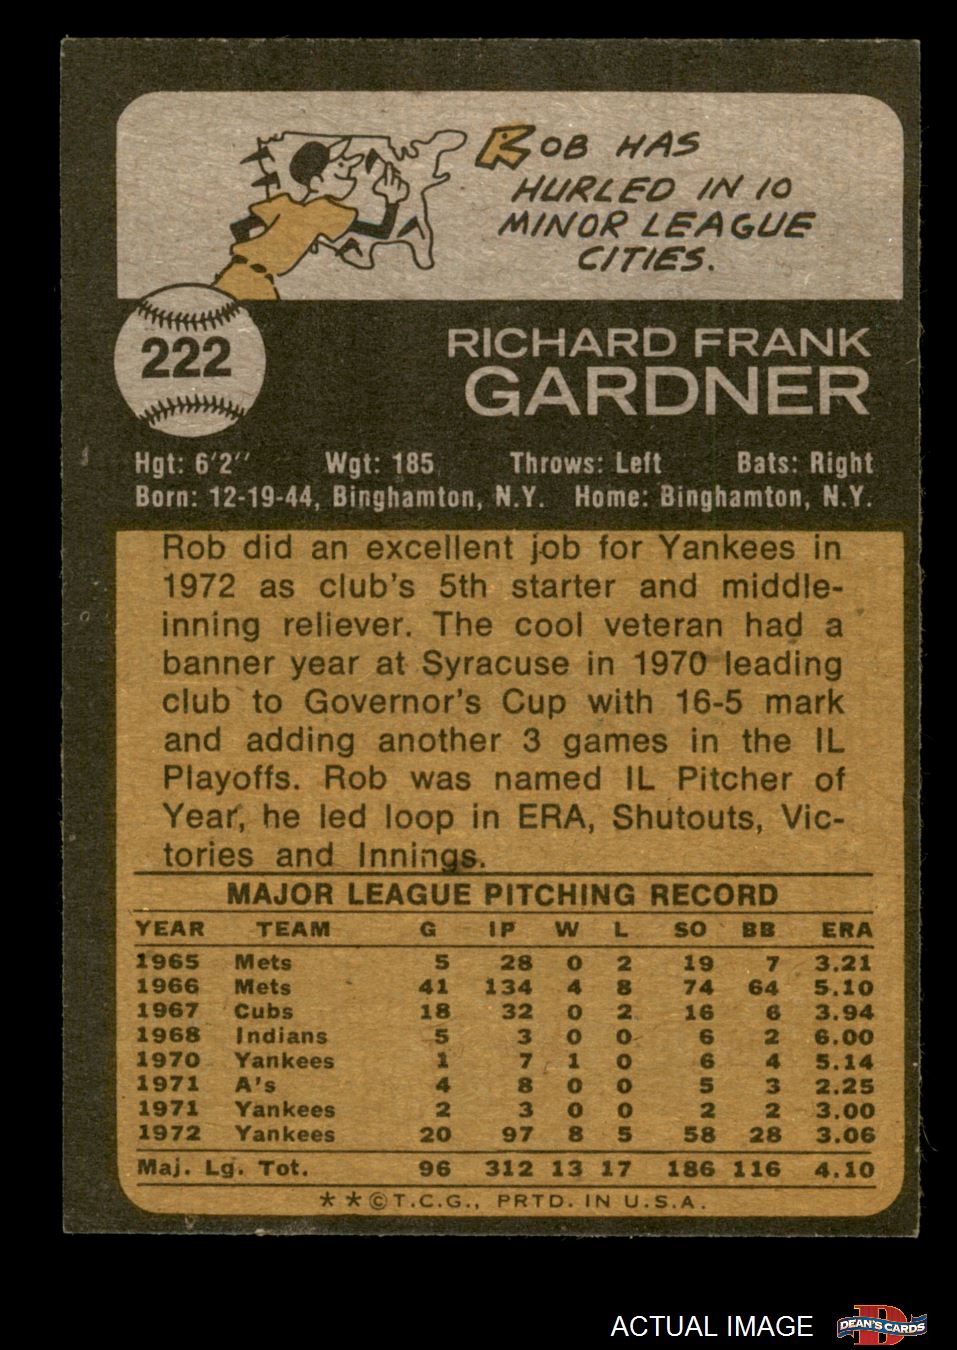 ROB HAS
HURLED IN 10
MINOR LEAGUE
CITIES.
222
RICHARD FRANK
GARDNER
Hgt: 6'2'' Wgt: 185 Throws: Left Bats: Right
Born: 12-19-44, Binghamton, N.Y. Home: Binghamton, N.Y.
Rob did an excellent job for Yankees in
1972 as club's 5th starter and middle-
inning reliever. The cool veteran had a
banner year at Syracuse in 1970 leading
club to Governor's Cup with 16-5 mark
and adding another 3 games in the IL
Playoffs. Rob was named IL Pitcher of
Year, he led loop in ERA, Shutouts, Vic-
tories and Innings.
MAJOR LEAGUE PITCHING RECORD
YEAR TEAM G IP W L SO BB ERA
1965 Mets 5 28 0 2 19 7 3.21
1966 Mets 41 134 4 8 74 64 5.10
1967 Cubs 18 32 0 2 16 6 3.94
1968 Indians 5 3 0 0 6 2 6.00
1970 Yankees 1 7 1 0 6 4 5.14
1971 A's 4 8 0 0 5 3 2.25
1971 Yankees 2 3 0 0 2 2 3.00
1972 Yankees 20 97 8 5 58 28 3.06
Maj. Lg. Tot. 96 312 13 17 186 116 4.10
**©T.C.G., PRTD. IN U.S.A.
ACTUAL IMAGE
D
DEAN'S CARDS